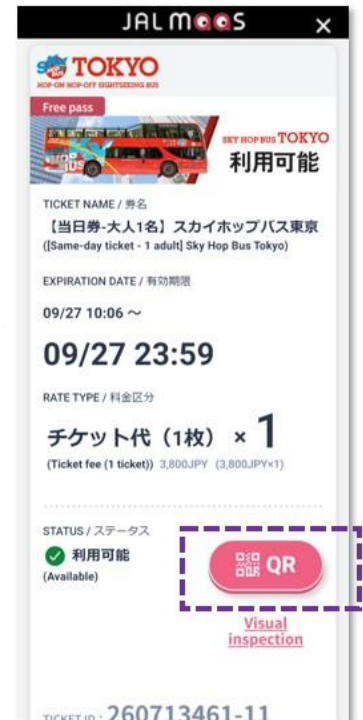 JAL MaaS ×
SKY HOP BUS TOKYO
HOP-ON HOP-OFF SIGHTSEEING BUS
Free pass
SKY HOP BUS TOKYO
利用可能
TICKET NAME / 券名
【当日券-大人1名】スカイホップバス東京
([Same-day ticket - 1 adult] Sky Hop Bus Tokyo)
EXPIRATION DATE / 有効期限
09/27 10:06 ～
09/27 23:59
RATE TYPE / 料金区分
チケット代（1枚） × 1
(Ticket fee (1 ticket)) 3,800JPY (3,800JPY×1)
STATUS / ステータス
利用可能
(Available)
QR
Visual
inspection
TICKET ID : 260713461-11